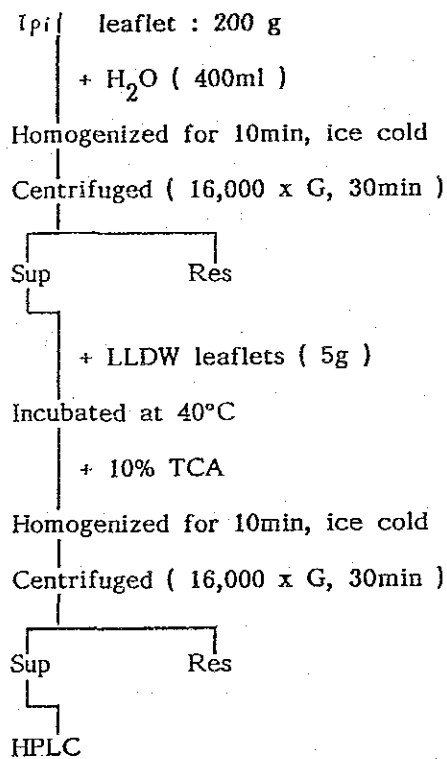 Ipil leaflet : 200 g
+ H₂O ( 400ml )
Homogenized for 10min, ice cold
Centrifuged ( 16,000 x G, 30min )
Sup Res
+ LLDW leaflets ( 5g )
Incubated at 40°C
+ 10% TCA
Homogenized for 10min, ice cold
Centrifuged ( 16,000 x G, 30min )
Sup Res
HPLC